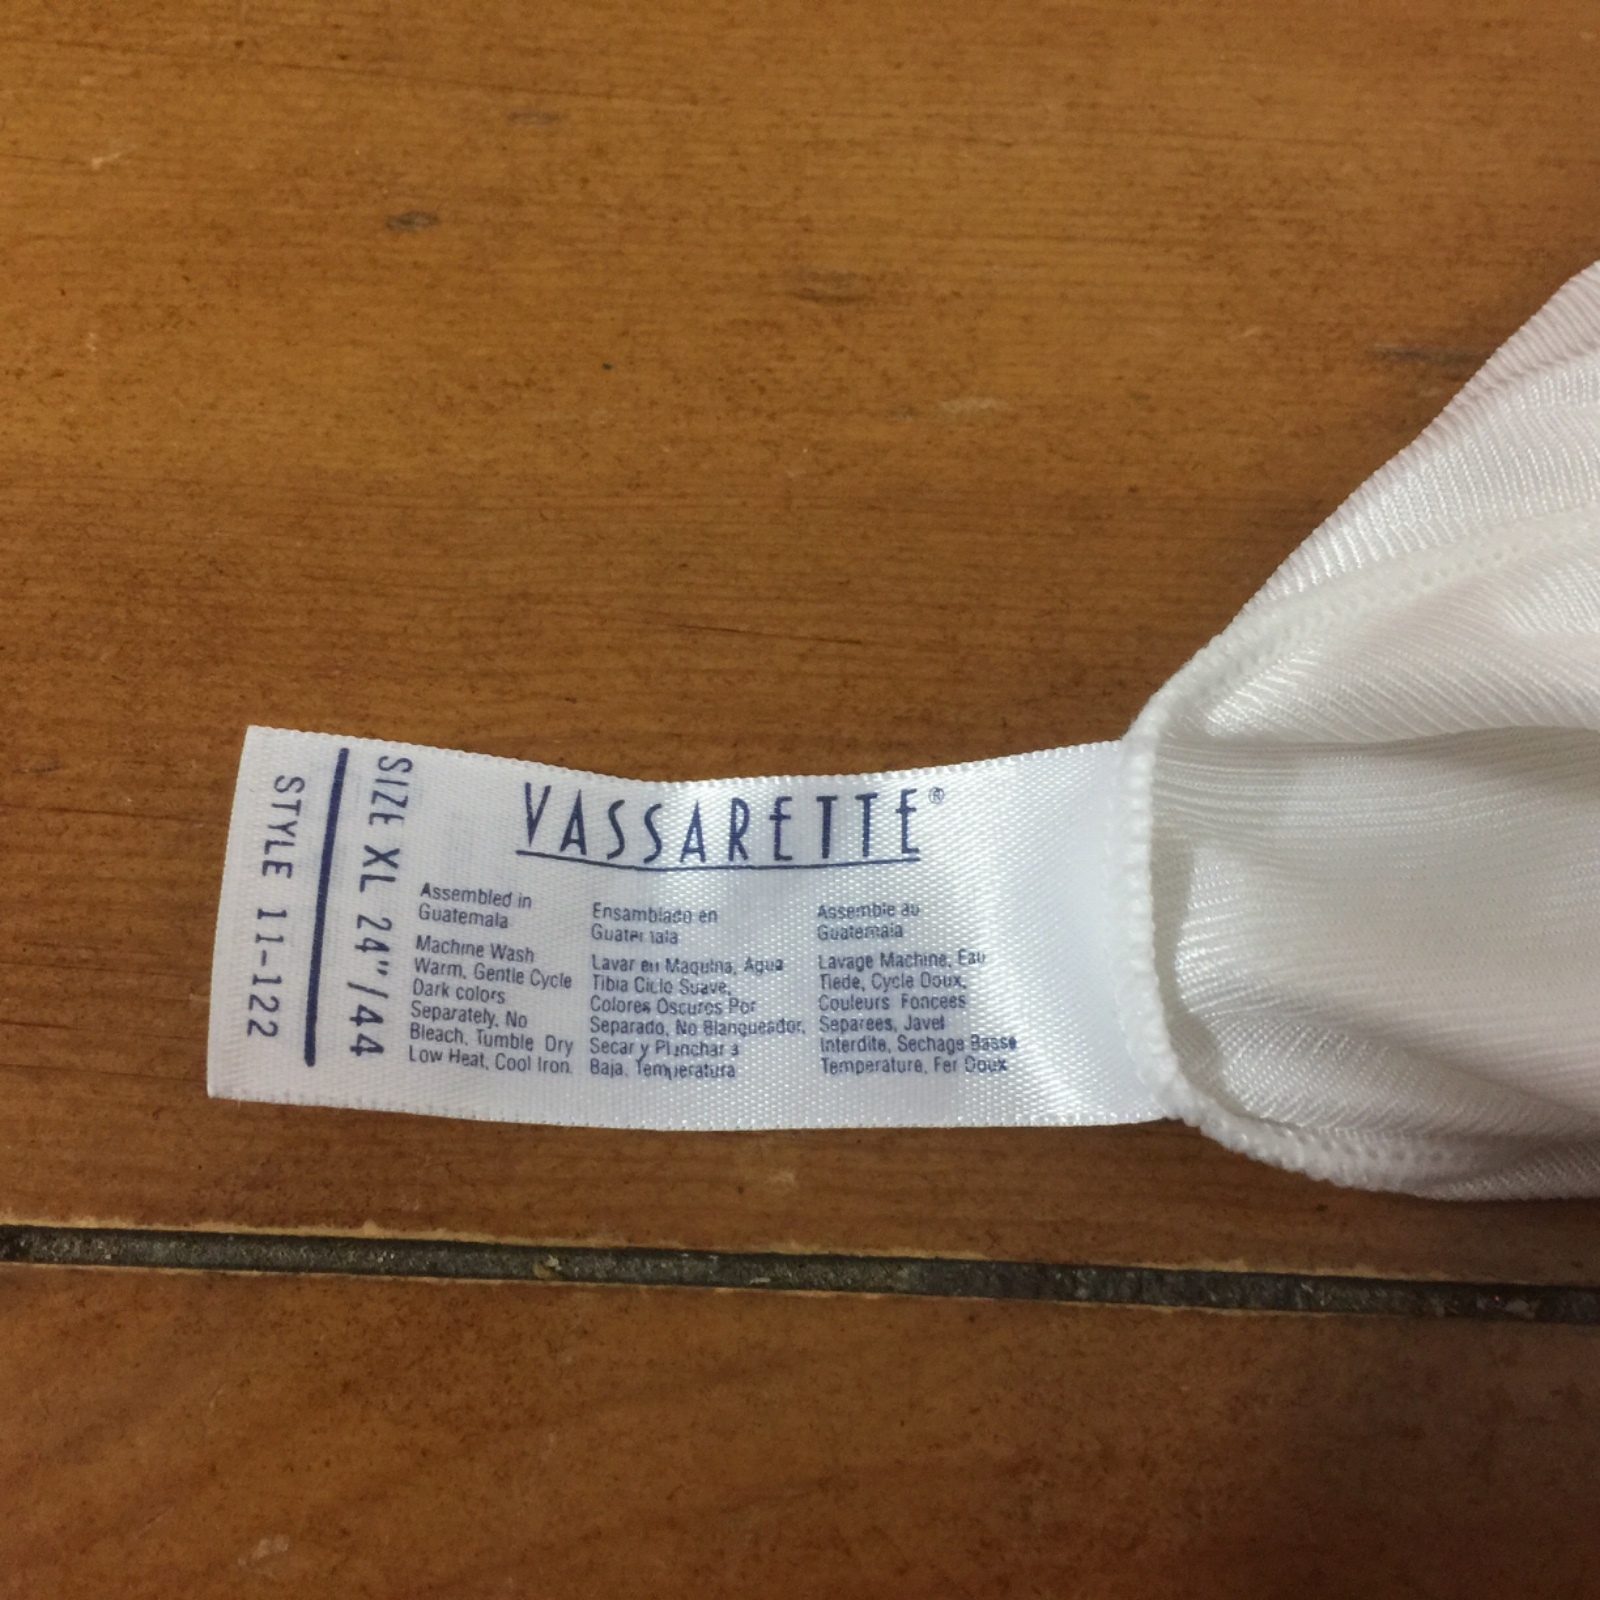 VASSARETTE®
Assembled in
Guatemala
Machine Wash
Warm, Gentle Cycle
Dark colors
Separately, No
Bleach, Tumble Dry
Low Heat, Cool Iron.
Ensamblado en
Lavar en Maquina, Agua
Tibia Ciclo Suave,
Colores Oscuros Por
Separado, No Blanqueador,
Secar y Planchar a
Baja, Temperatura
Assemble au
Guatemala
Lavage Machine, Eau
Tiede, Cycle Doux,
Couleurs Foncees
Separees, Javel
Interdite, Sechage Basse
Temperature, Fer Doux
SIZE XL 24"/44
STYLE 11-122